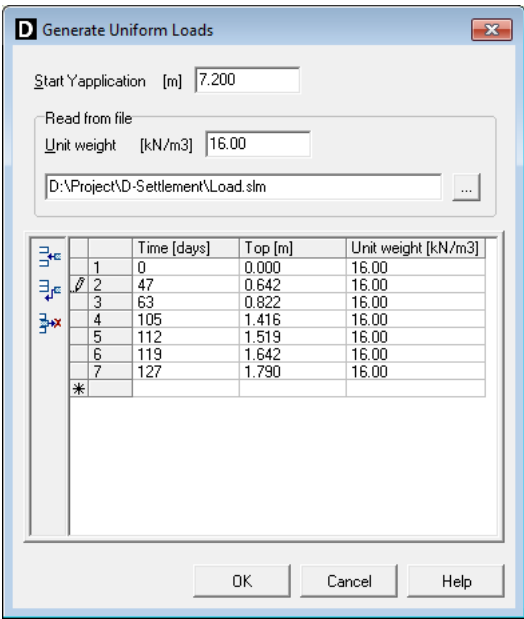 D Generate Uniform Loads
Start Yapplication [m] 7.200
Read from file
Unit weight [kN/m3] 16.00
D:\Project\D-Settlement\Load.slm ...
Time [days] Top [m] Unit weight [kN/m3]
1 0 0.000 16.00
2 47 0.642 16.00
3 63 0.822 16.00
4 105 1.416 16.00
5 112 1.519 16.00
6 119 1.642 16.00
7 127 1.790 16.00
*
OK Cancel Help